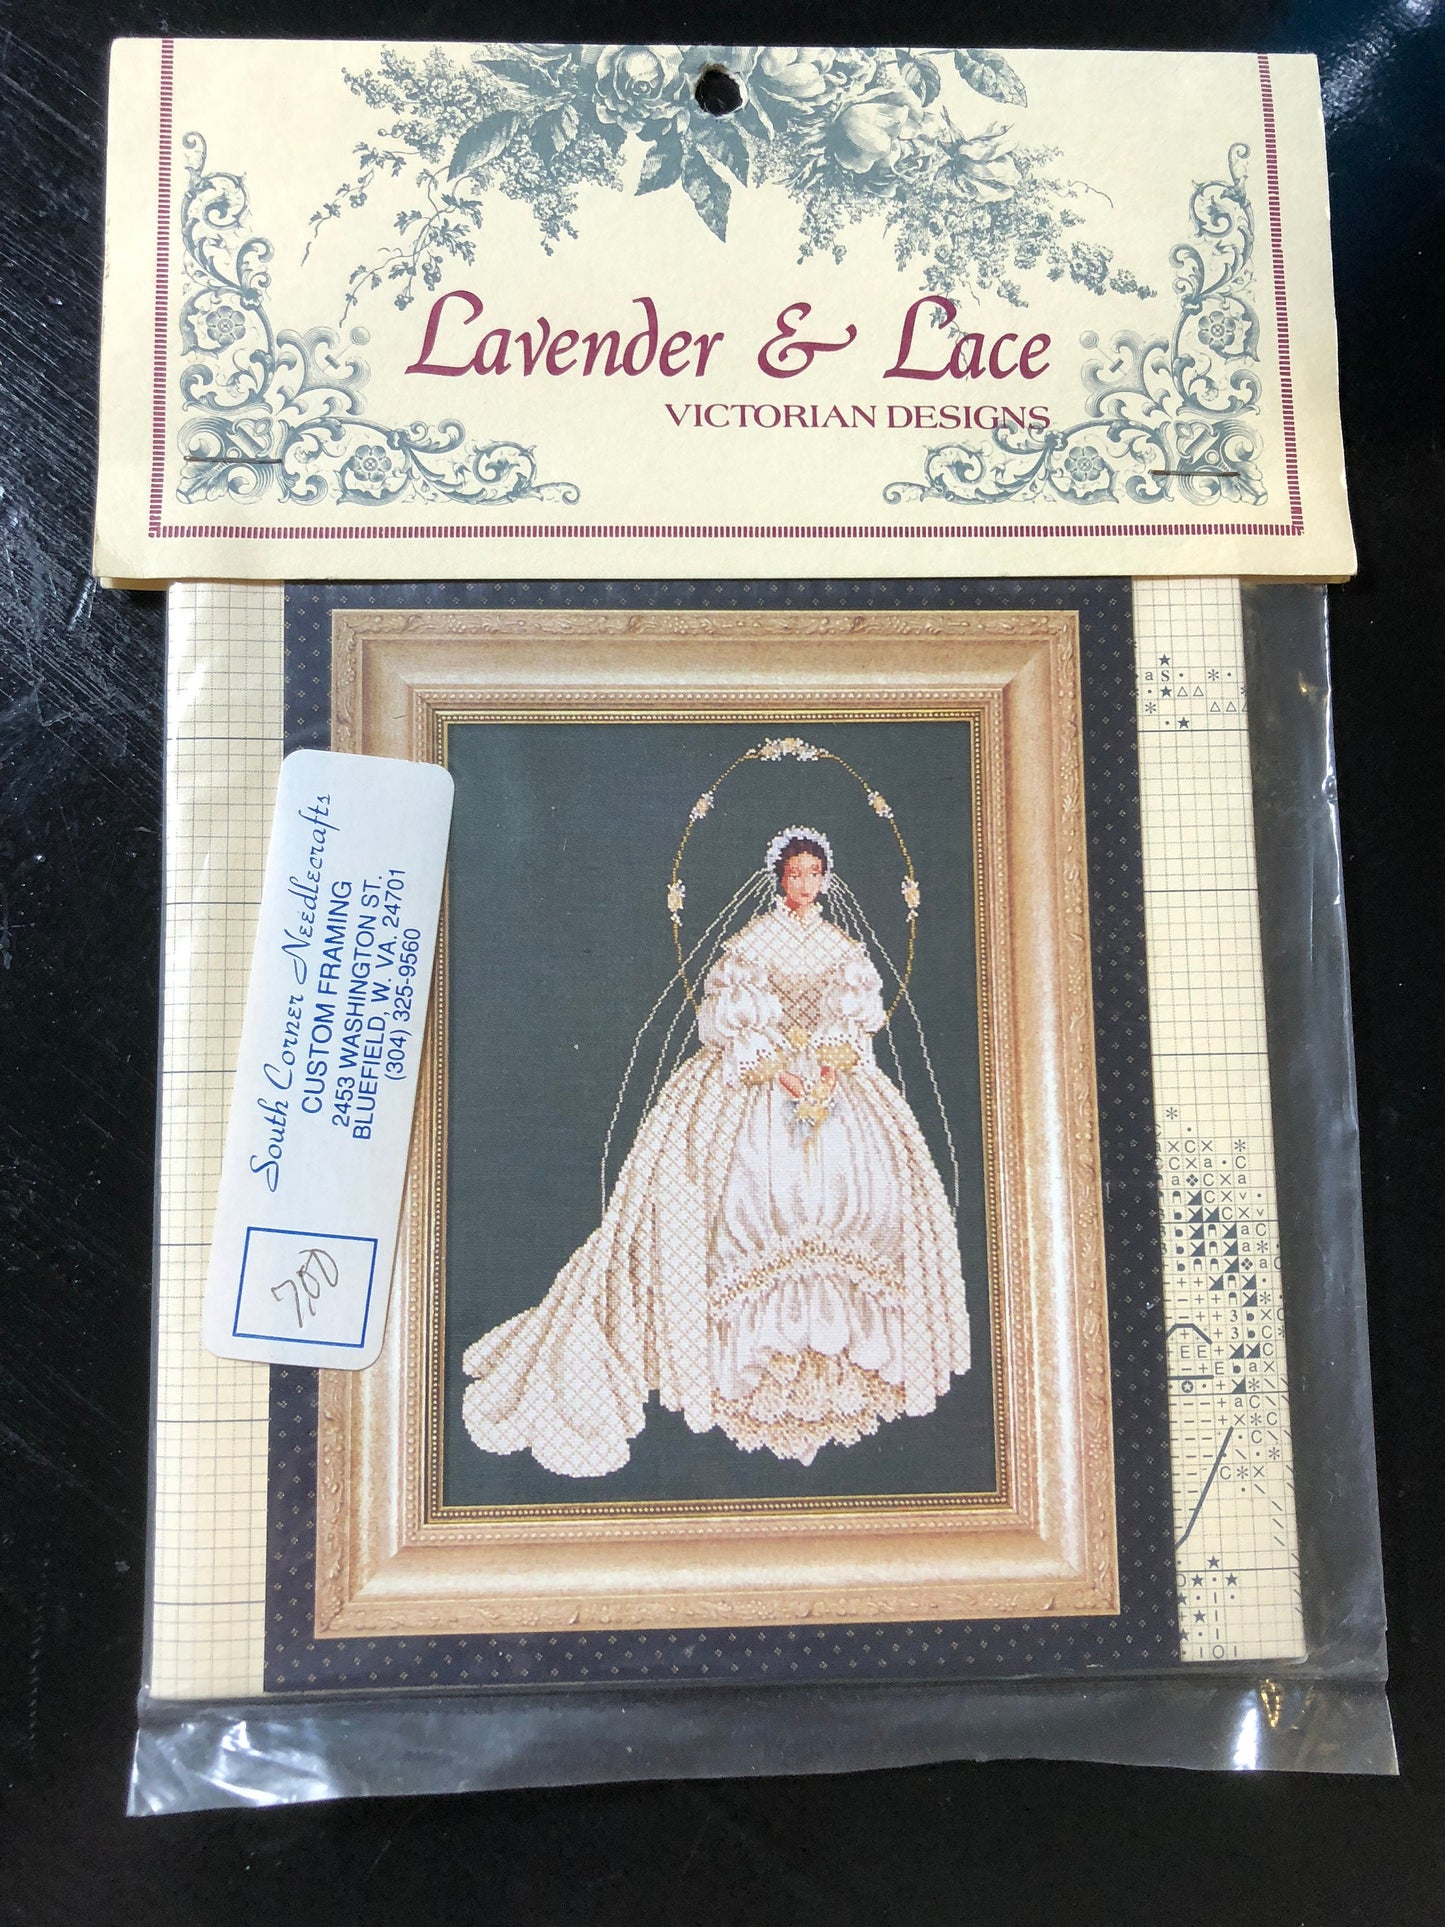 Lavender & Lace
VICTORIAN DESIGNS
South Corner Needlecrafts
CUSTOM FRAMING
2453 WASHINGTON ST.
BLUEFIELD, W. VA. 24701
(304) 325-9560
7.00